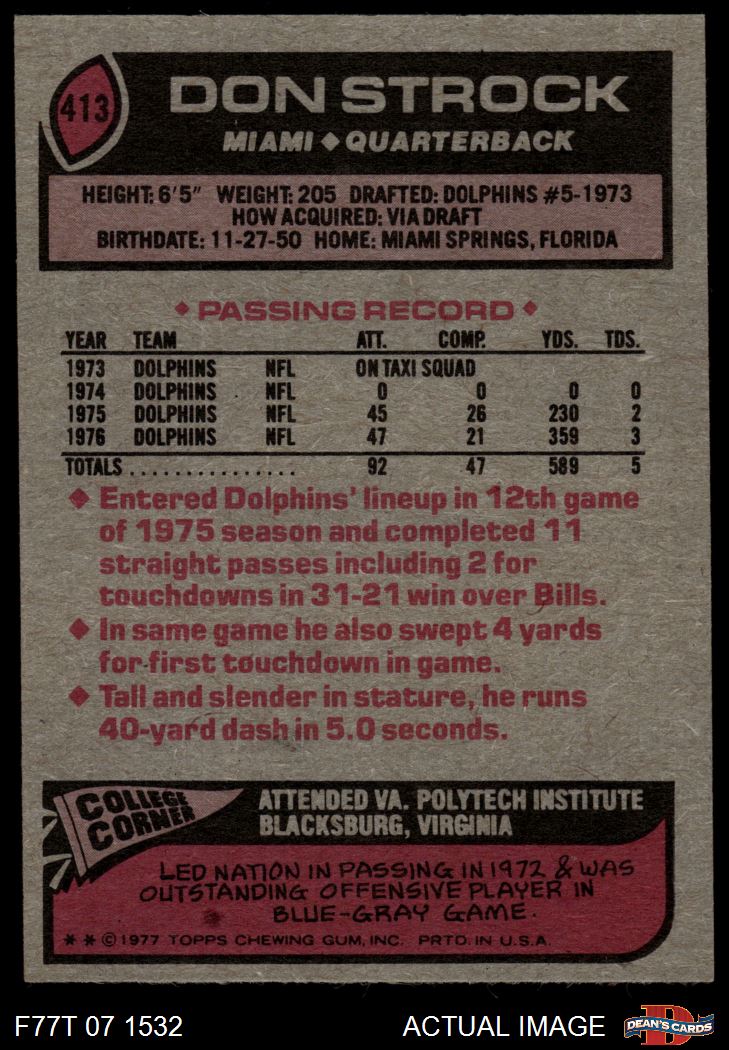 413
DON STROCK
MIAMI ◆ QUARTERBACK
HEIGHT: 6'5" WEIGHT: 205 DRAFTED: DOLPHINS #5-1973
HOW ACQUIRED: VIA DRAFT
BIRTHDATE: 11-27-50 HOME: MIAMI SPRINGS, FLORIDA
◆ PASSING RECORD ◆
YEAR TEAM ATT. COMP. YDS. TDS.
1973 DOLPHINS NFL ON TAXI SQUAD
1974 DOLPHINS NFL 0 0 0 0
1975 DOLPHINS NFL 45 26 230 2
1976 DOLPHINS NFL 47 21 359 3
TOTALS ................ 92 47 589 5
◆ Entered Dolphins' lineup in 12th game
of 1975 season and completed 11
straight passes including 2 for
touchdowns in 31-21 win over Bills.
◆ In same game he also swept 4 yards
for first touchdown in game.
◆ Tall and slender in stature, he runs
40-yard dash in 5.0 seconds.
COLLEGE
CORNER
ATTENDED VA. POLYTECH INSTITUTE
BLACKSBURG, VIRGINIA
LED NATION IN PASSING IN 1972 & WAS
OUTSTANDING OFFENSIVE PLAYER IN
BLUE-GRAY GAME.
* * © 1977 TOPPS CHEWING GUM, INC. PRTD. IN U.S.A.
F77T 07 1532 ACTUAL IMAGE
D
DEAN'S CARDS